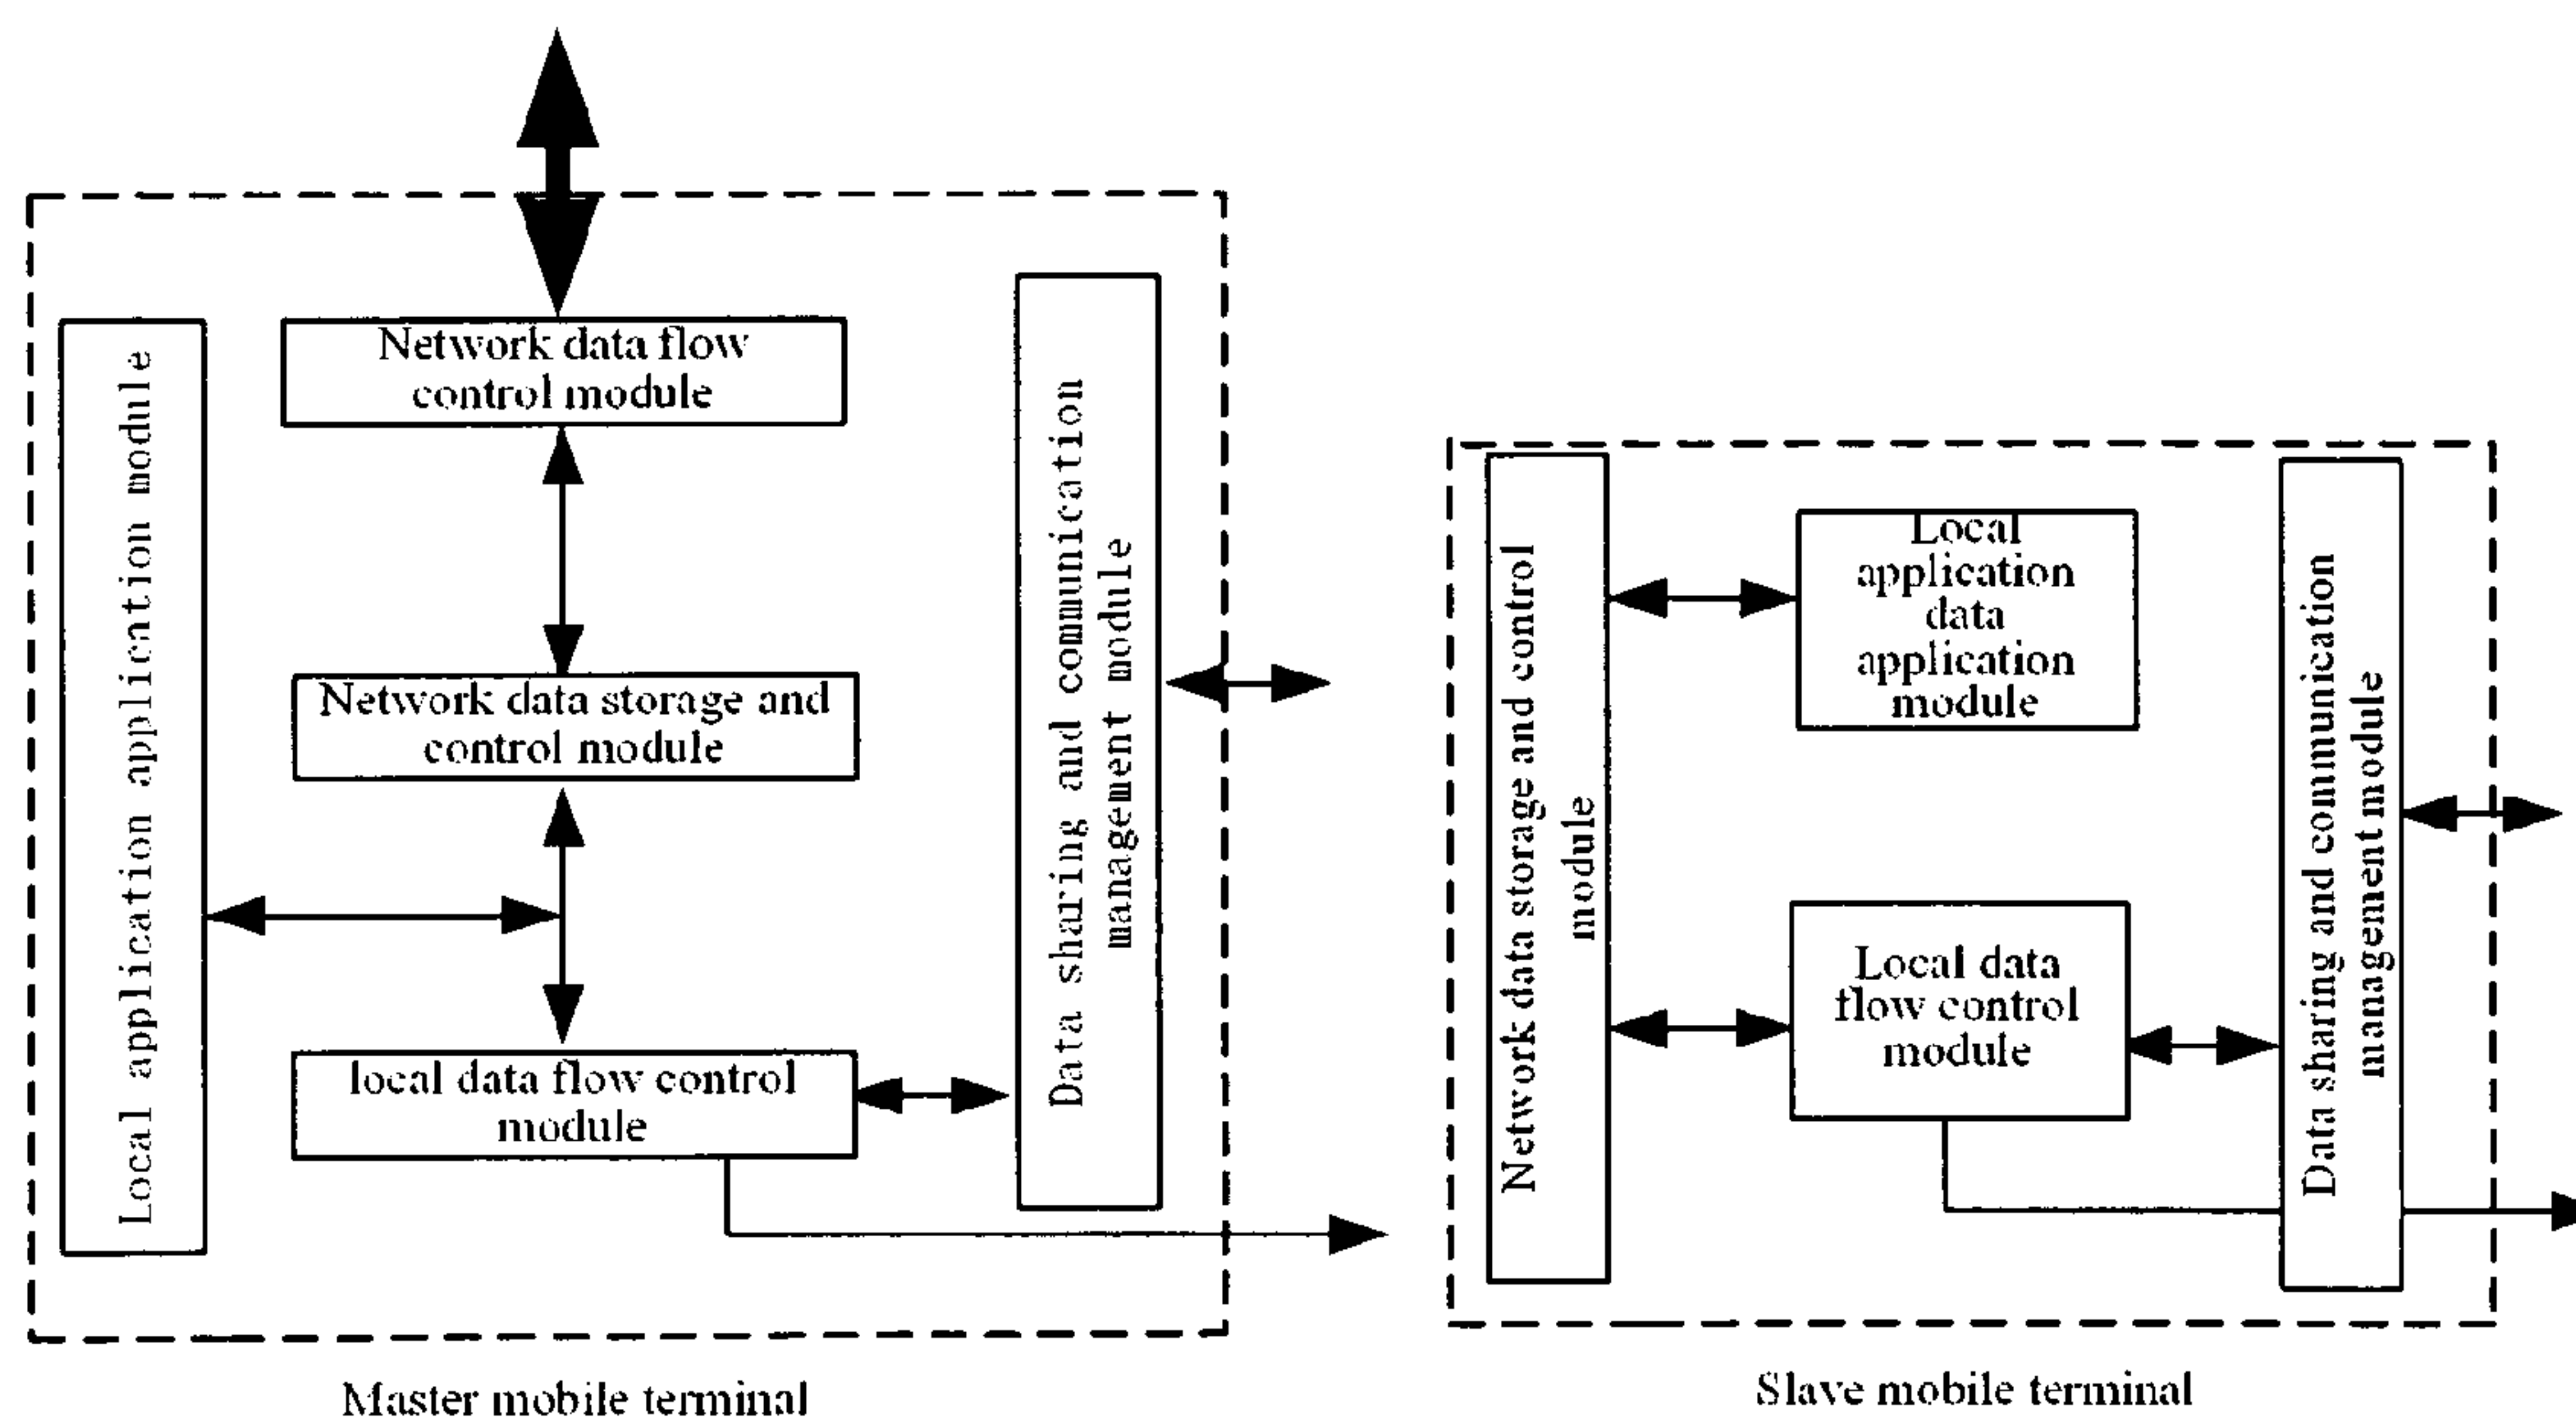 Local application application module
Network data flow
control module
Network data storage and
control module
local data flow control
module
Data sharing and communication
management module
Master mobile terminal
Network data storage and control
module
Local
application
data
application
module
Local data
flow control
module
Data sharing and communication
management module
Slave mobile terminal